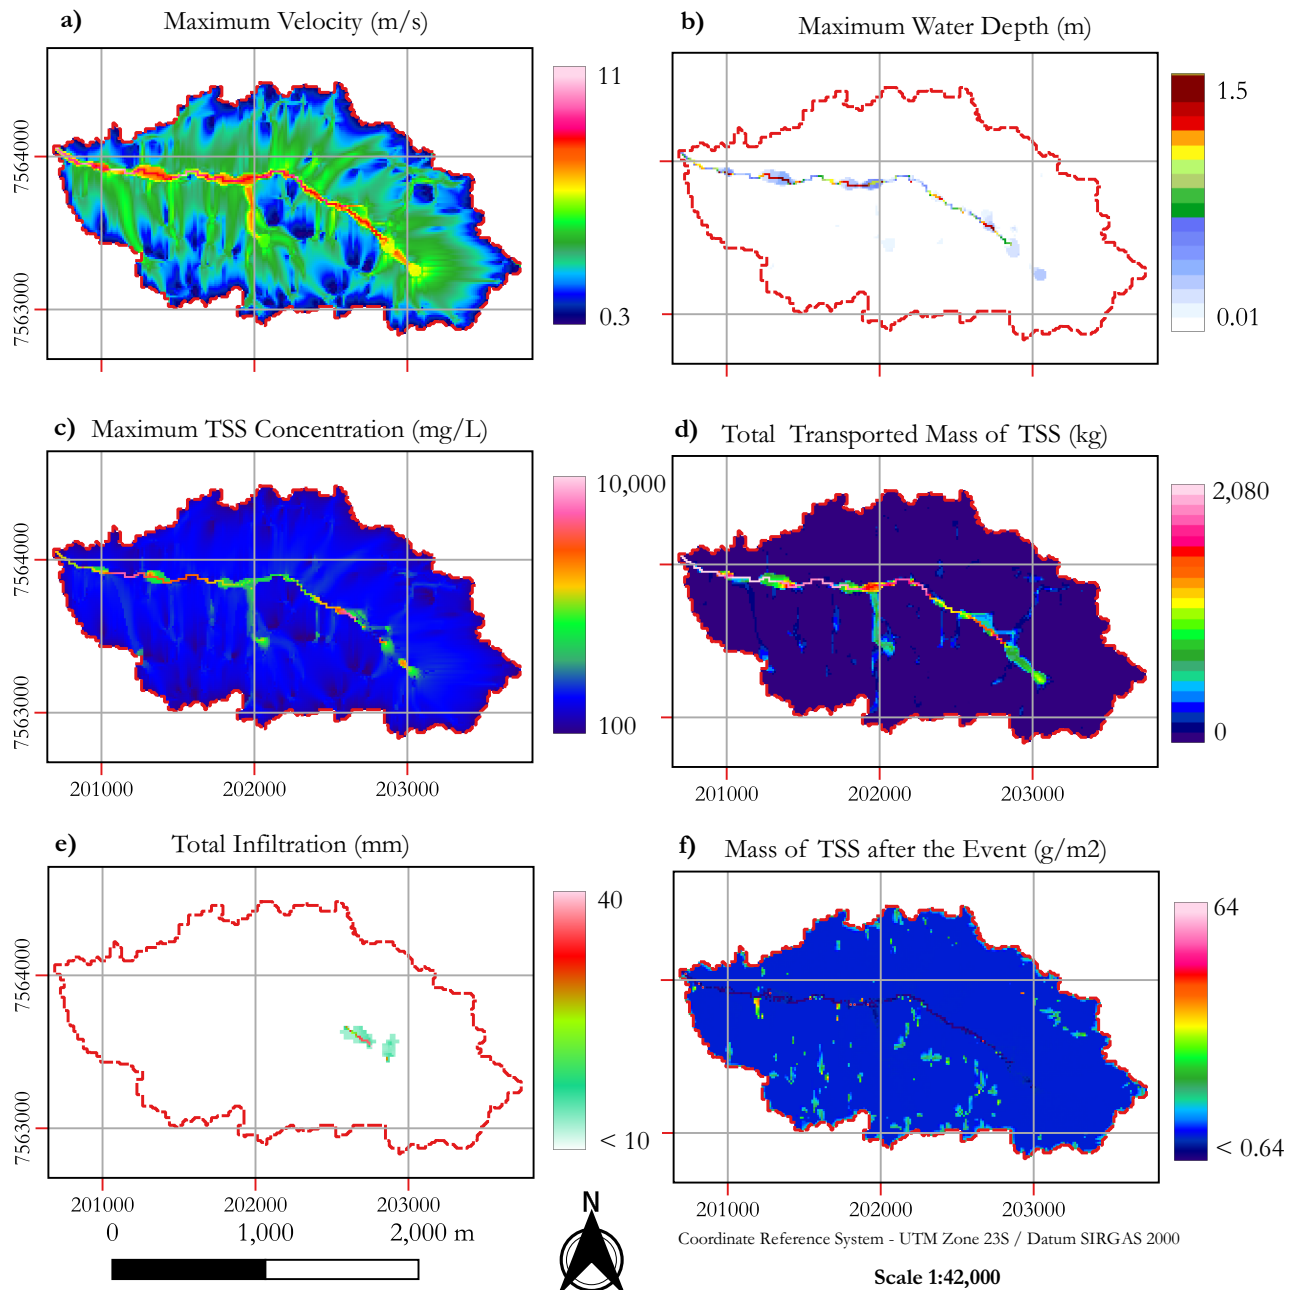 a) Maximum Velocity (m/s)
b) Maximum Water Depth (m)
11
0.3
7564000
7563000
1.5
0.01
c) Maximum TSS Concentration (mg/L)
d) Total Transported Mass of TSS (kg)
10,000
100
7564000
7563000
201000 202000 203000
2,080
0
201000 202000 203000
e) Total Infiltration (mm)
f) Mass of TSS after the Event (g/m2)
40
< 10
7564000
7563000
201000 202000 203000
64
< 0.64
201000 202000 203000
0 1,000 2,000 m
N
Coordinate Reference System - UTM Zone 23S / Datum SIRGAS 2000
Scale 1:42,000